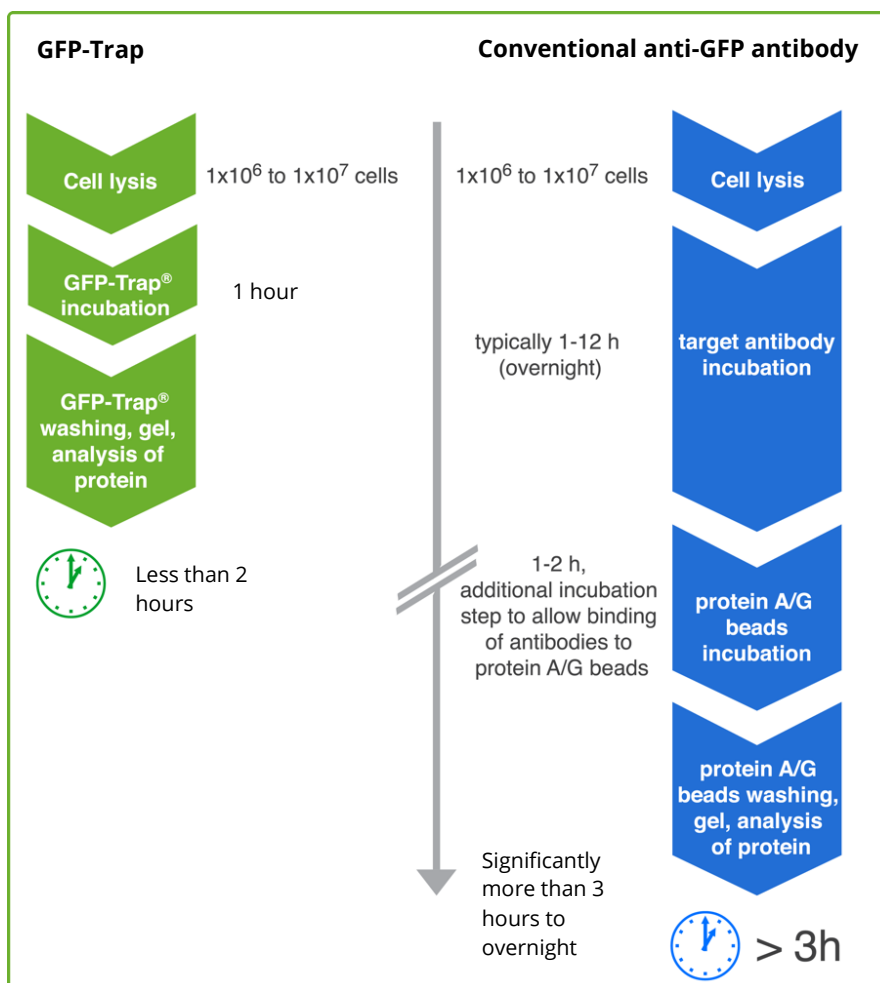 GFP-Trap
Cell lysis
1x10⁶ to 1x10⁷ cells
GFP-Trap®
incubation
1 hour
GFP-Trap®
washing, gel,
analysis of
protein
Less than 2
hours
Conventional anti-GFP antibody
1x10⁶ to 1x10⁷ cells
Cell lysis
typically 1-12 h
(overnight)
target antibody
incubation
1-2 h,
additional incubation
step to allow binding
of antibodies to
protein A/G beads
protein A/G
beads
incubation
protein A/G
beads washing,
gel, analysis
of protein
Significantly
more than 3
hours to
overnight
> 3h